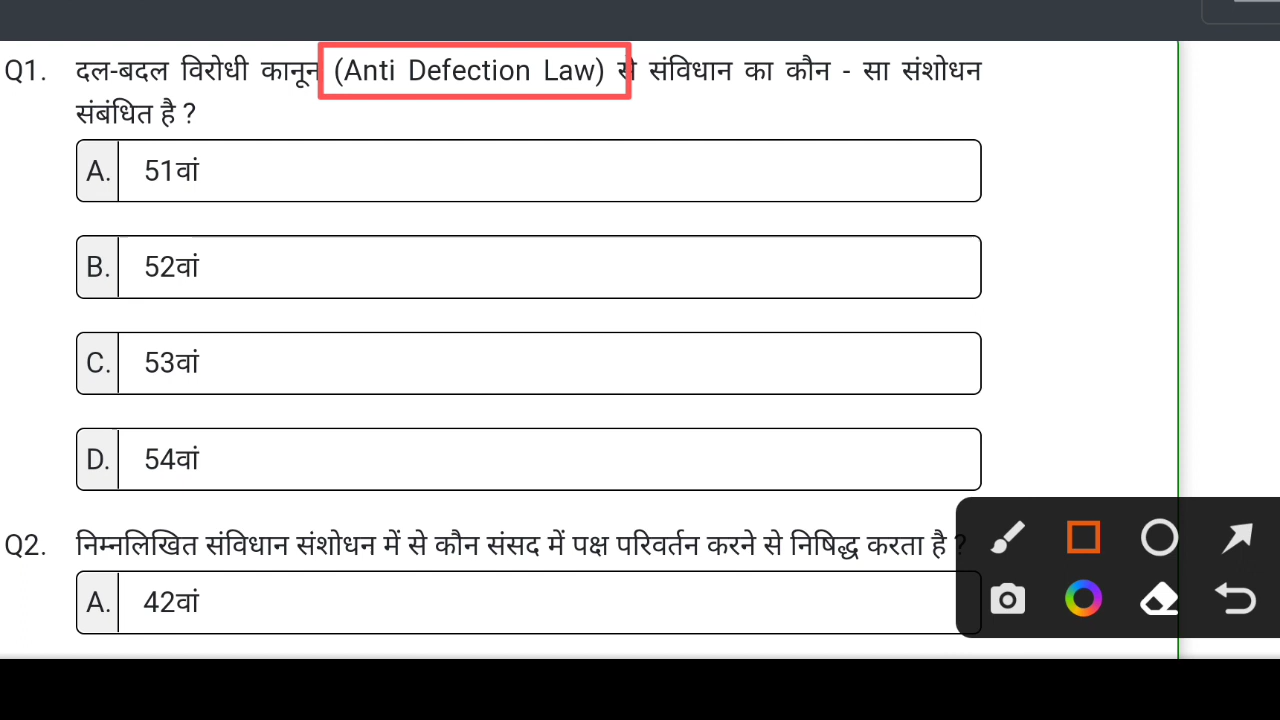 Q1. दल-बदल विरोधी कानून (Anti Defection Law) से संविधान का कौन - सा संशोधन
संबंधित है ?
A. 51वां
B. 52वां
C. 53वां
D. 54वां
Q2. निम्नलिखित संविधान संशोधन में से कौन संसद में पक्ष परिवर्तन करने से निषिद्ध करता है ?
A. 42वां